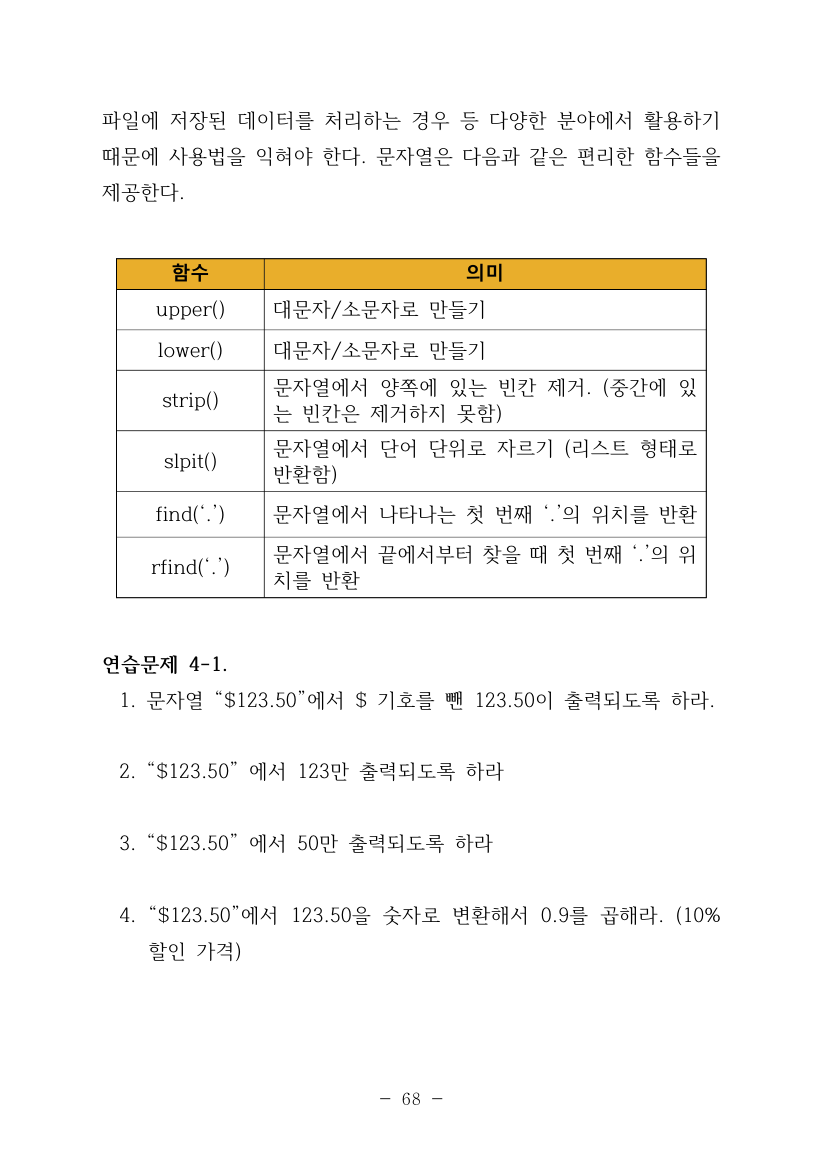 파일에 저장된 데이터를 처리하는 경우 등 다양한 분야에서 활용하기
때문에 사용법을 익혀야 한다. 문자열은 다음과 같은 편리한 함수들을
제공한다.
함수 의미
upper() 대문자/소문자로 만들기
lower() 대문자/소문자로 만들기
strip() 문자열에서 양쪽에 있는 빈칸 제거. (중간에 있
는 빈칸은 제거하지 못함)
slpit() 문자열에서 단어 단위로 자르기 (리스트 형태로
반환함)
find(‘.’) 문자열에서 나타나는 첫 번째 ‘.’의 위치를 반환
rfind(‘.’) 문자열에서 끝에서부터 찾을 때 첫 번째 ‘.’의 위
치를 반환
연습문제 4-1.
1. 문자열 “$123.50”에서 $ 기호를 뺀 123.50이 출력되도록 하라.
2. “$123.50” 에서 123만 출력되도록 하라
3. “$123.50” 에서 50만 출력되도록 하라
4. “$123.50”에서 123.50을 숫자로 변환해서 0.9를 곱해라. (10%
할인 가격)
- 68 -